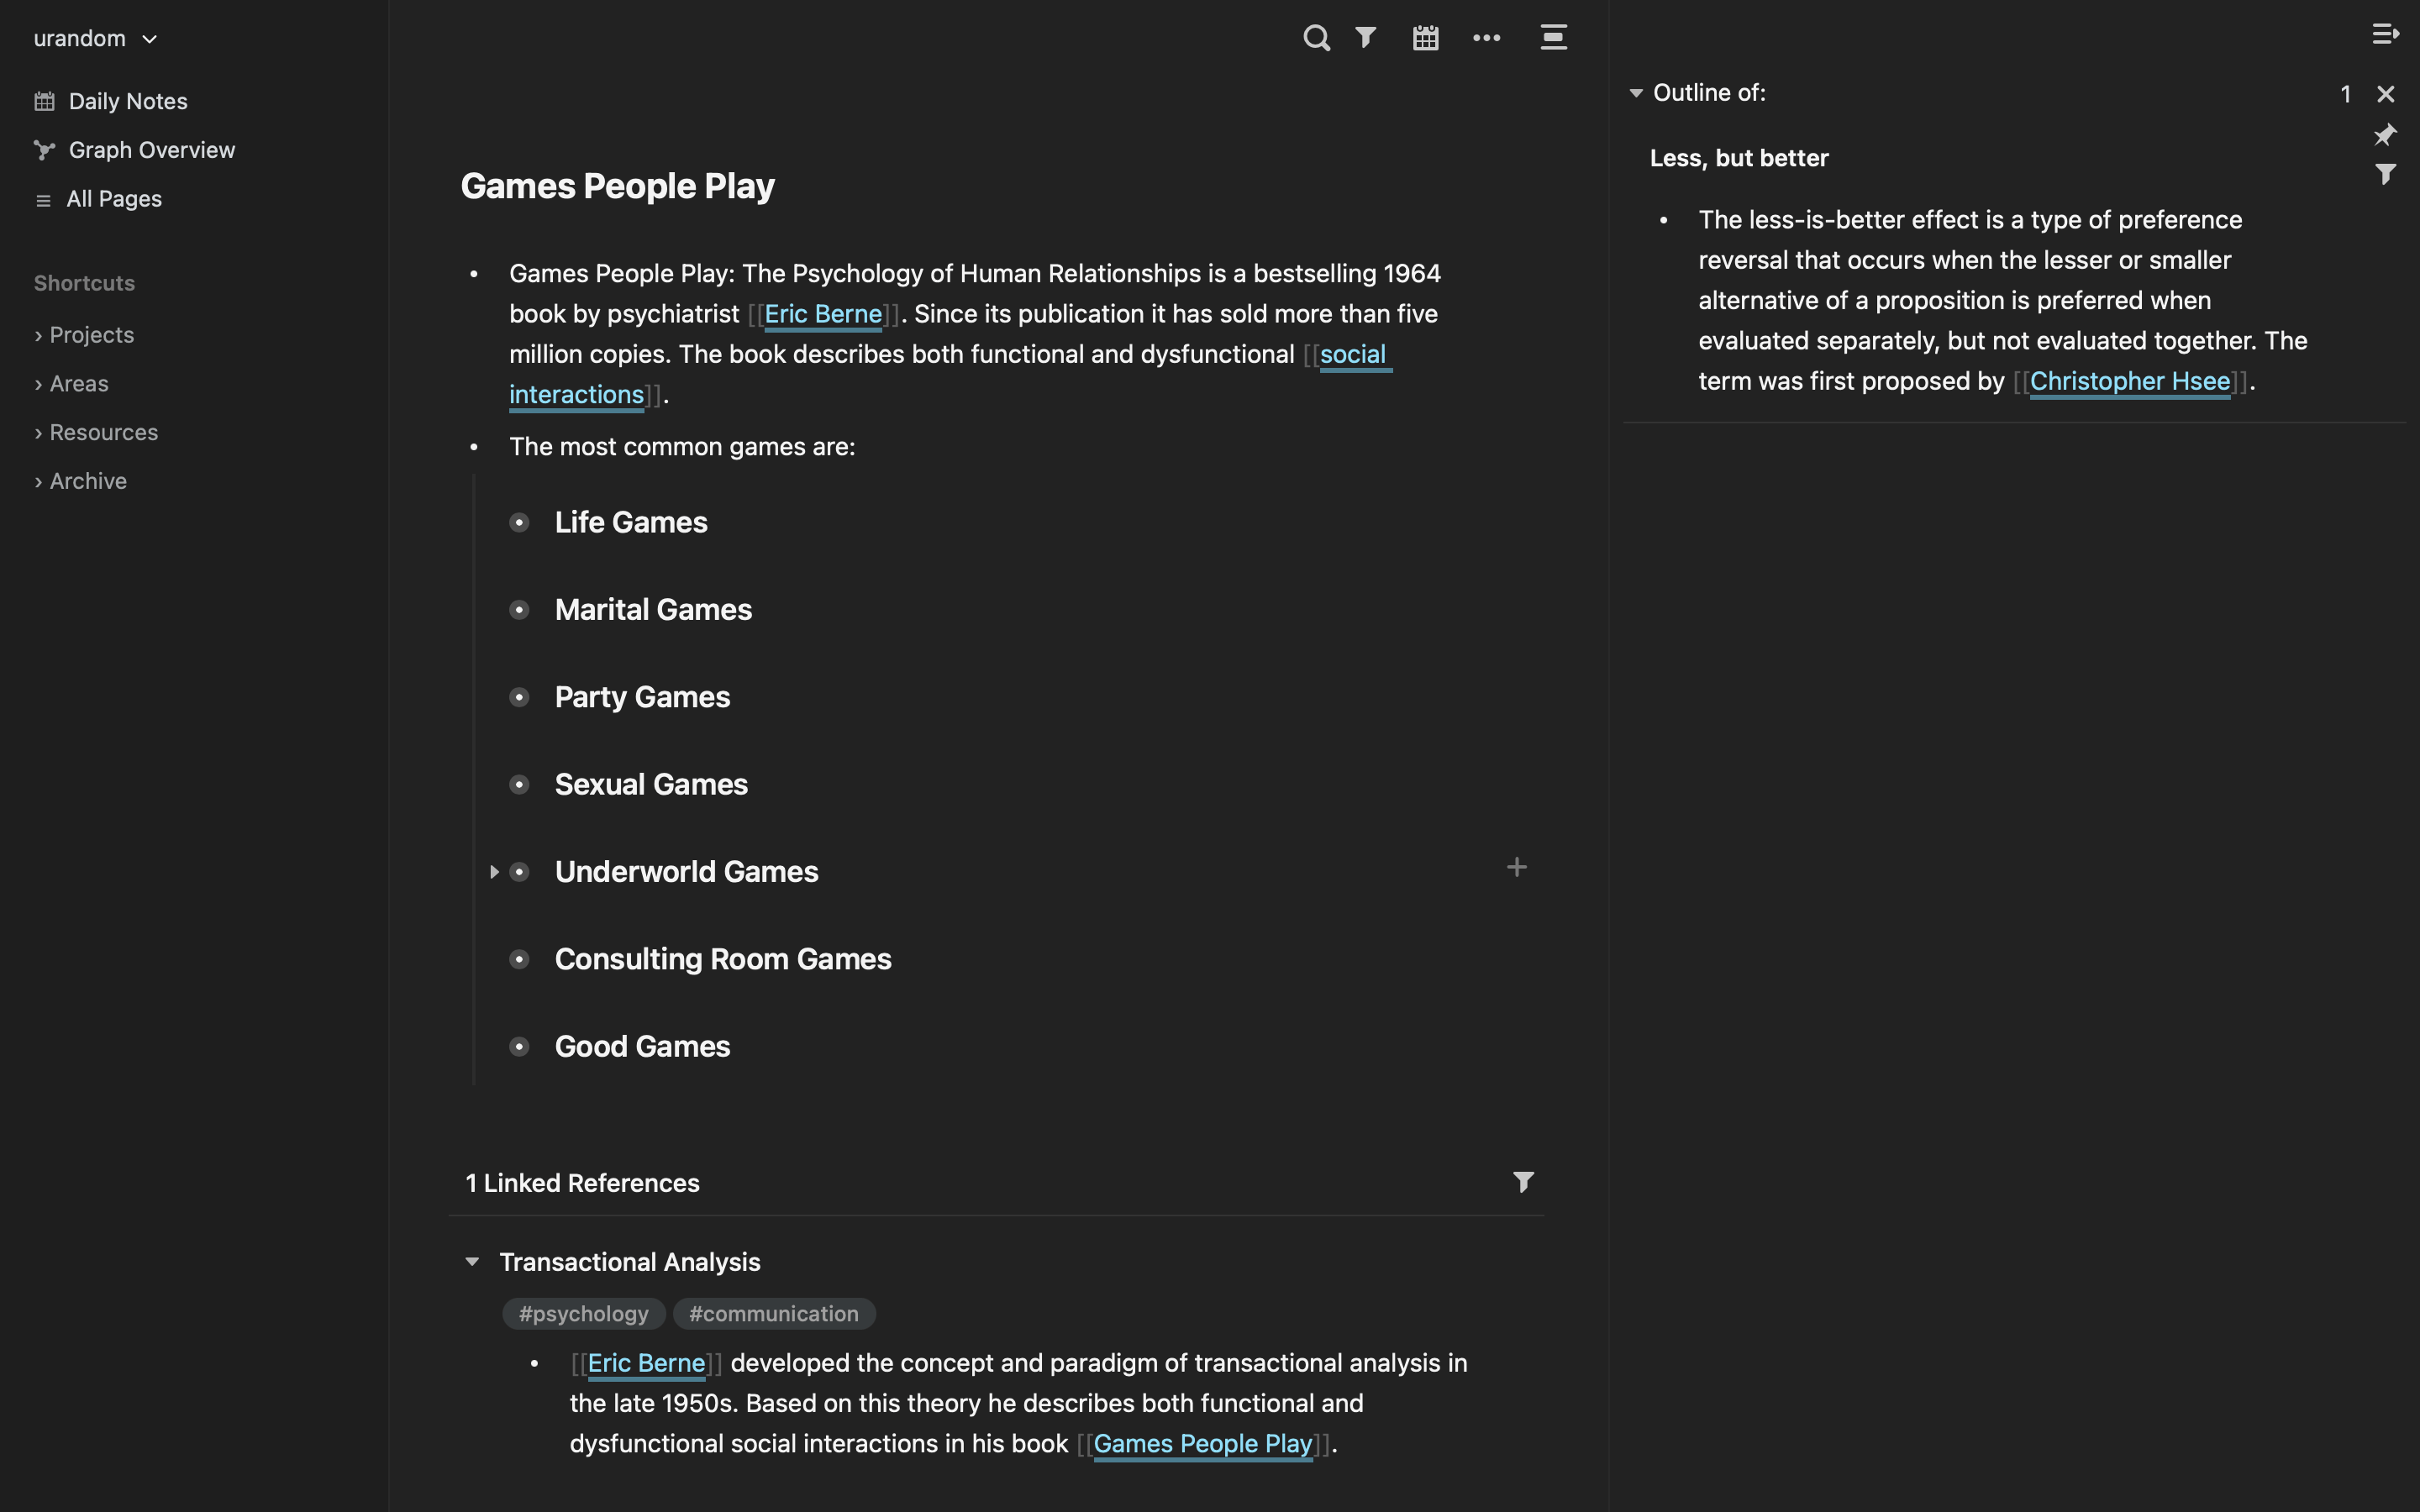 urandom
Daily Notes
Graph Overview
All Pages
Shortcuts
› Projects
› Areas
› Resources
› Archive
Games People Play
• Games People Play: The Psychology of Human Relationships is a bestselling 1964
book by psychiatrist [[Eric Berne]]. Since its publication it has sold more than five
million copies. The book describes both functional and dysfunctional [[social
interactions]].
• The most common games are:
Life Games
Marital Games
Party Games
Sexual Games
Underworld Games
Consulting Room Games
Good Games
1 Linked References
Transactional Analysis
#psychology #communication
• [[Eric Berne]] developed the concept and paradigm of transactional analysis in
the late 1950s. Based on this theory he describes both functional and
dysfunctional social interactions in his book [[Games People Play]].
Outline of: 1
Less, but better
• The less-is-better effect is a type of preference
reversal that occurs when the lesser or smaller
alternative of a proposition is preferred when
evaluated separately, but not evaluated together. The
term was first proposed by [[Christopher Hsee]].